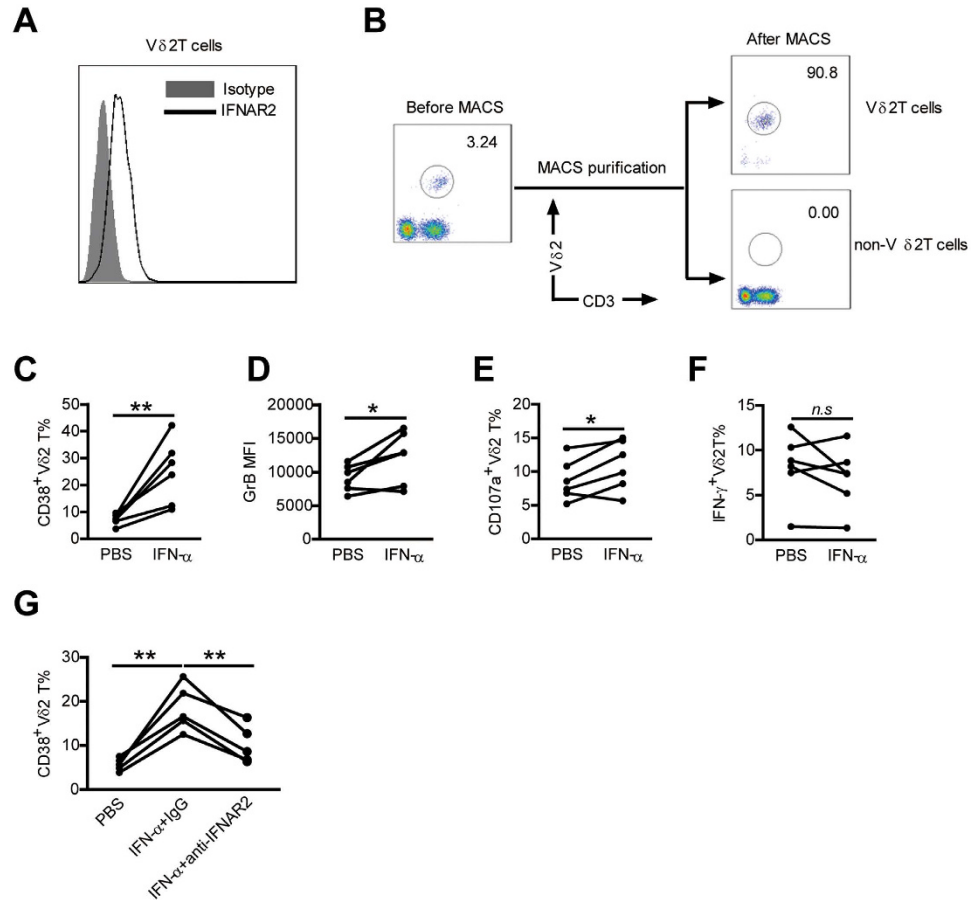 A
Vδ2T cells
Isotype
IFNAR2
B
Before MACS
3.24
MACS purification
Vδ2
CD3
After MACS
90.8
Vδ2T cells
0.00
non-V δ2T cells
C
CD38+Vδ2 T%
50
40
30
20
10
0
**
PBS
IFN-α
D
GrB MFI
20000
15000
10000
5000
0
*
PBS
IFN-α
E
CD107a+Vδ2 T%
20
15
10
5
0
*
PBS
IFN-α
F
IFN-γ+Vδ2T%
15
10
5
0
n.s
PBS
IFN-α
G
CD38+Vδ2 T%
30
20
10
0
**
**
PBS
IFN-α+IgG
IFN-α+anti-IFNAR2